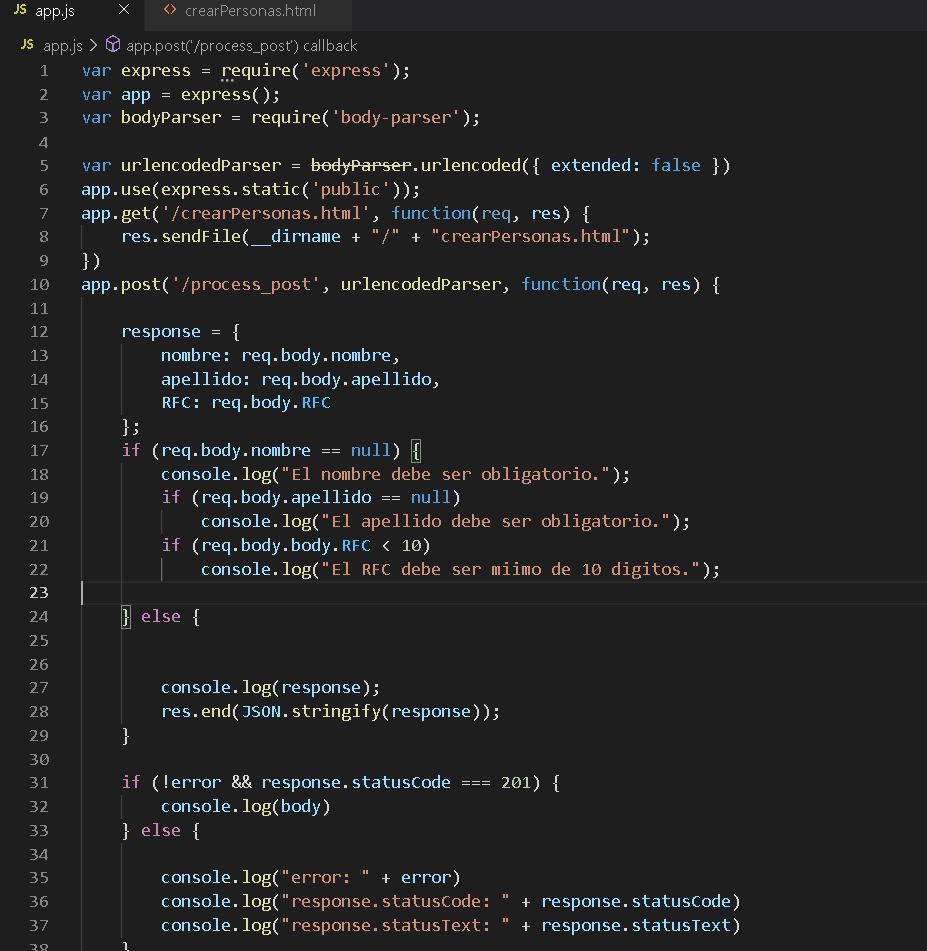 JS app.js × <> crearPersonas.html
JS app.js > app.post('/process_post') callback
1 var express = require('express');
2 var app = express();
3 var bodyParser = require('body-parser');
4
5 var urlencodedParser = bodyParser.urlencoded({ extended: false })
6 app.use(express.static('public'));
7 app.get('/crearPersonas.html', function(req, res) {
8 res.sendFile(__dirname + "/" + "crearPersonas.html");
9 })
10 app.post('/process_post', urlencodedParser, function(req, res) {
11
12 response = {
13 nombre: req.body.nombre,
14 apellido: req.body.apellido,
15 RFC: req.body.RFC
16 };
17 if (req.body.nombre == null) {
18 console.log("El nombre debe ser obligatorio.");
19 if (req.body.apellido == null)
20 console.log("El apellido debe ser obligatorio.");
21 if (req.body.body.RFC < 10)
22 console.log("El RFC debe ser miimo de 10 digitos.");
23
24 } else {
25
26
27 console.log(response);
28 res.end(JSON.stringify(response));
29 }
30
31 if (!error && response.statusCode === 201) {
32 console.log(body)
33 } else {
34
35 console.log("error: " + error)
36 console.log("response.statusCode: " + response.statusCode)
37 console.log("response.statusText: " + response.statusText)
38 }